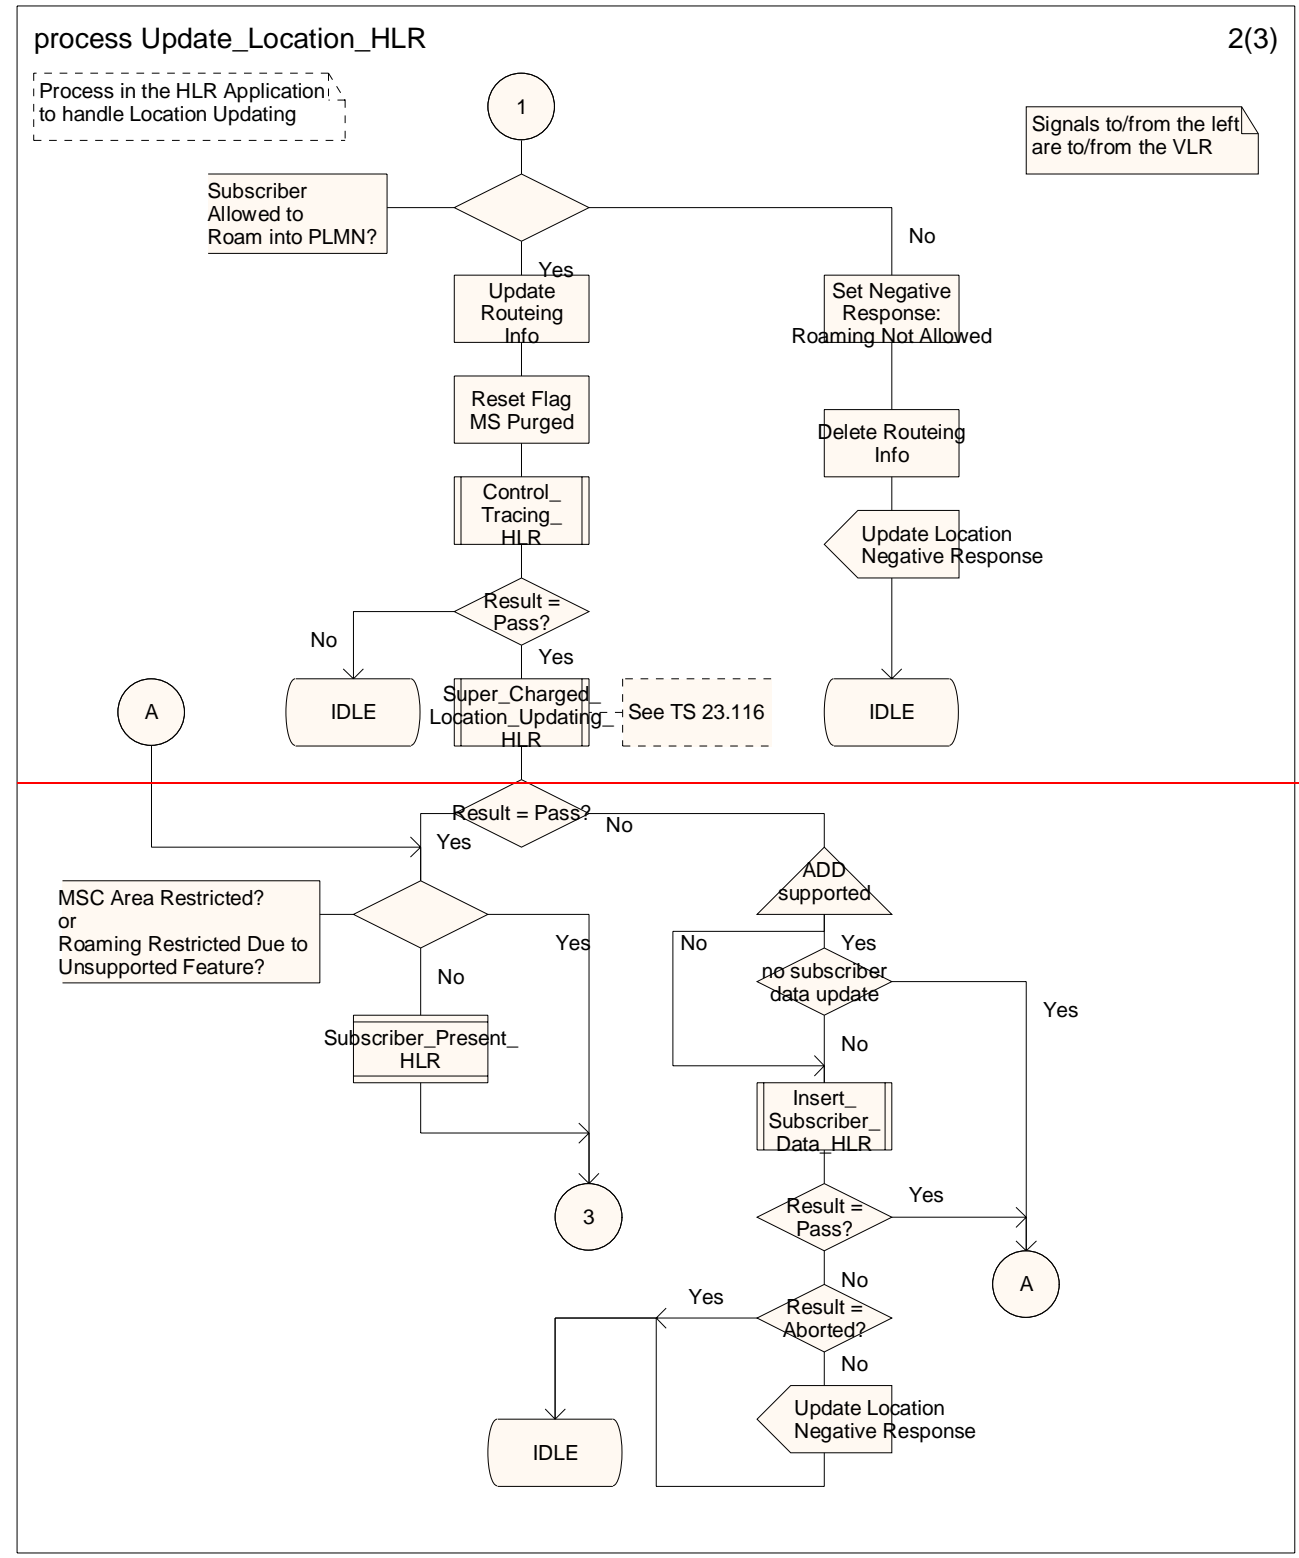 process Update_Location_HLR
2(3)
Process in the HLR Application
to handle Location Updating
1
Signals to/from the left
are to/from the VLR
Subscriber
Allowed to
Roam into PLMN?
No
Yes
Update
Routeing
Info
Set Negative
Response:
Roaming Not Allowed
Reset Flag
MS Purged
Delete Routeing
Info
Control_
Tracing_
HLR
Update Location
Negative Response
Result =
Pass?
No
Yes
A
IDLE
Super_Charged_
Location_Updating_
HLR
See TS 23.116
IDLE
Result = Pass?
No
Yes
ADD
supported
MSC Area Restricted?
or
Roaming Restricted Due to
Unsupported Feature?
Yes
No
Yes
No
no subscriber
data update
Yes
No
Subscriber_Present_
HLR
Insert_
Subscriber_
Data_HLR
3
Result =
Pass?
Yes
No
A
Yes
Result =
Aborted?
No
Update Location
Negative Response
IDLE